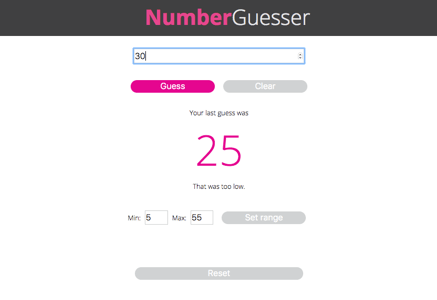 NumberGuesser
30
Guess Clear
Your last guess was
25
That was too low.
Min: 5 Max: 55 Set range
Reset